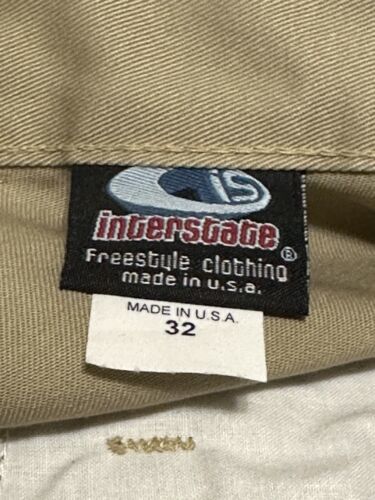 is
interstate®
freestyle clothing
made in u.s.a.
MADE IN U.S.A.
32